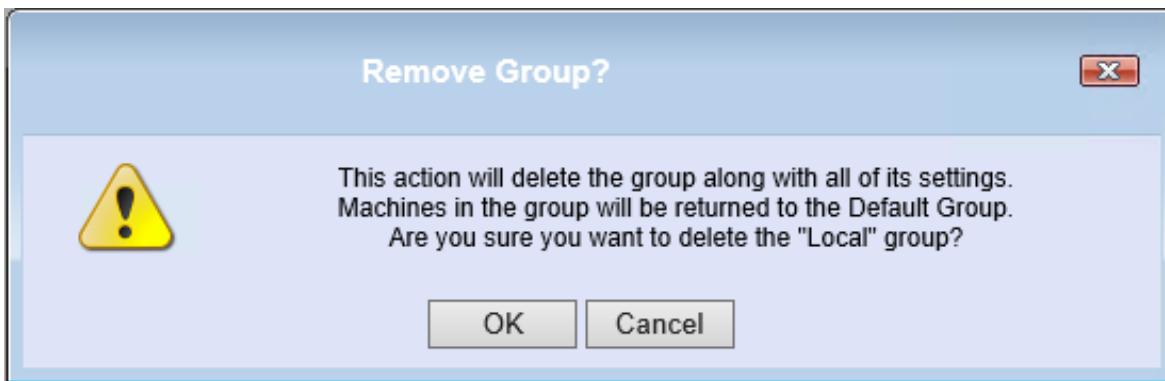 Remove Group?
This action will delete the group along with all of its settings.
Machines in the group will be returned to the Default Group.
Are you sure you want to delete the "Local" group?
OK Cancel